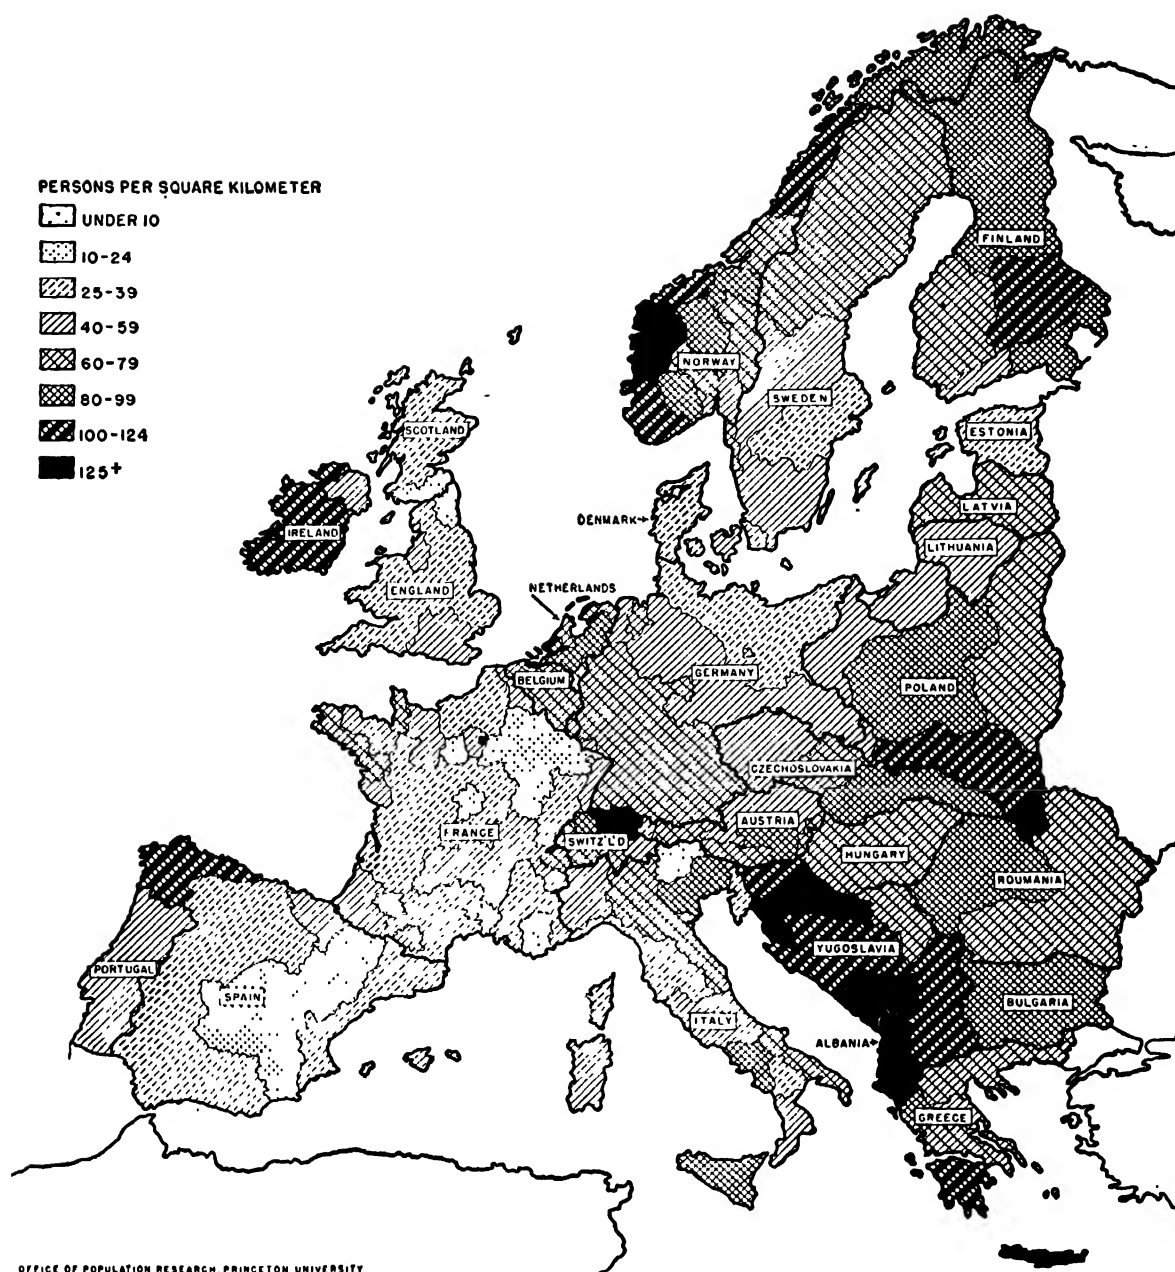 PERSONS PER SQUARE KILOMETER
UNDER 10
10-24
25-39
40-59
60-79
80-99
100-124
125+
FINLAND
NORWAY
SWEDEN
SCOTLAND
ESTONIA
LATVIA
DENMARK
IRELAND
LITHUANIA
ENGLAND
NETHERLANDS
GERMANY
BELGIUM
POLAND
CZECHOSLOVAKIA
AUSTRIA
FRANCE
SWITZ'L'D
HUNGARY
ROUMANIA
YUGOSLAVIA
PORTUGAL
SPAIN
BULGARIA
ITALY
ALBANIA
GREECE
OFFICE OF POPULATION RESEARCH, PRINCETON UNIVERSITY